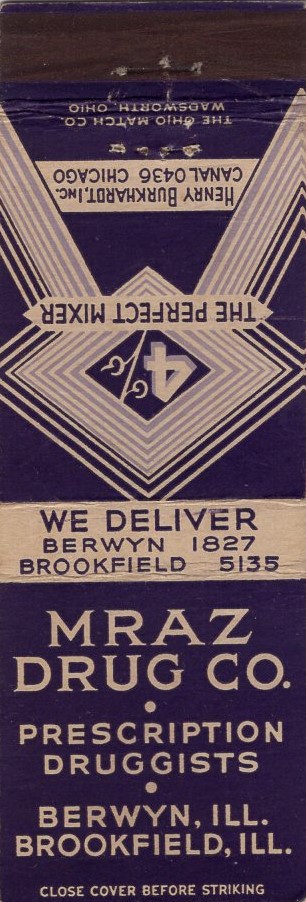 THE OHIO MATCH CO.
WADSWORTH, OHIO
HENRY BURKHARDT, INC.
CANAL 0436 CHICAGO
THE PERFECT MIXER
4 %
WE DELIVER
BERWYN 1827
BROOKFIELD 5135
MRAZ
DRUG CO.
•
PRESCRIPTION
DRUGGISTS
•
BERWYN, ILL.
BROOKFIELD, ILL.
CLOSE COVER BEFORE STRIKING